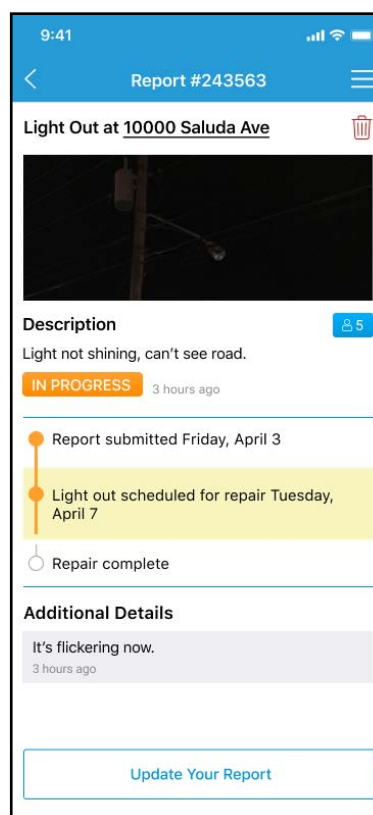 9:41
Report #243563
Light Out at 10000 Saluda Ave
Description
5
Light not shining, can’t see road.
IN PROGRESS
3 hours ago
Report submitted Friday, April 3
Light out scheduled for repair Tuesday,
April 7
Repair complete
Additional Details
It’s flickering now.
3 hours ago
Update Your Report